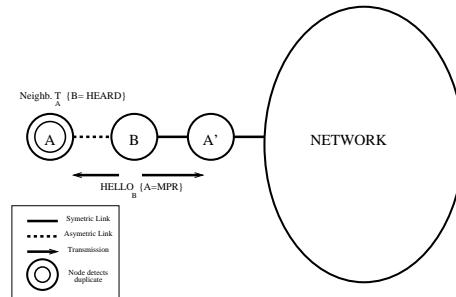 Neighb. T_A {B= HEARD}
A
B
A'
NETWORK
HELLO_B {A=MPR}
Symetric Link
Asymetric Link
Transmission
Node detects
duplicate